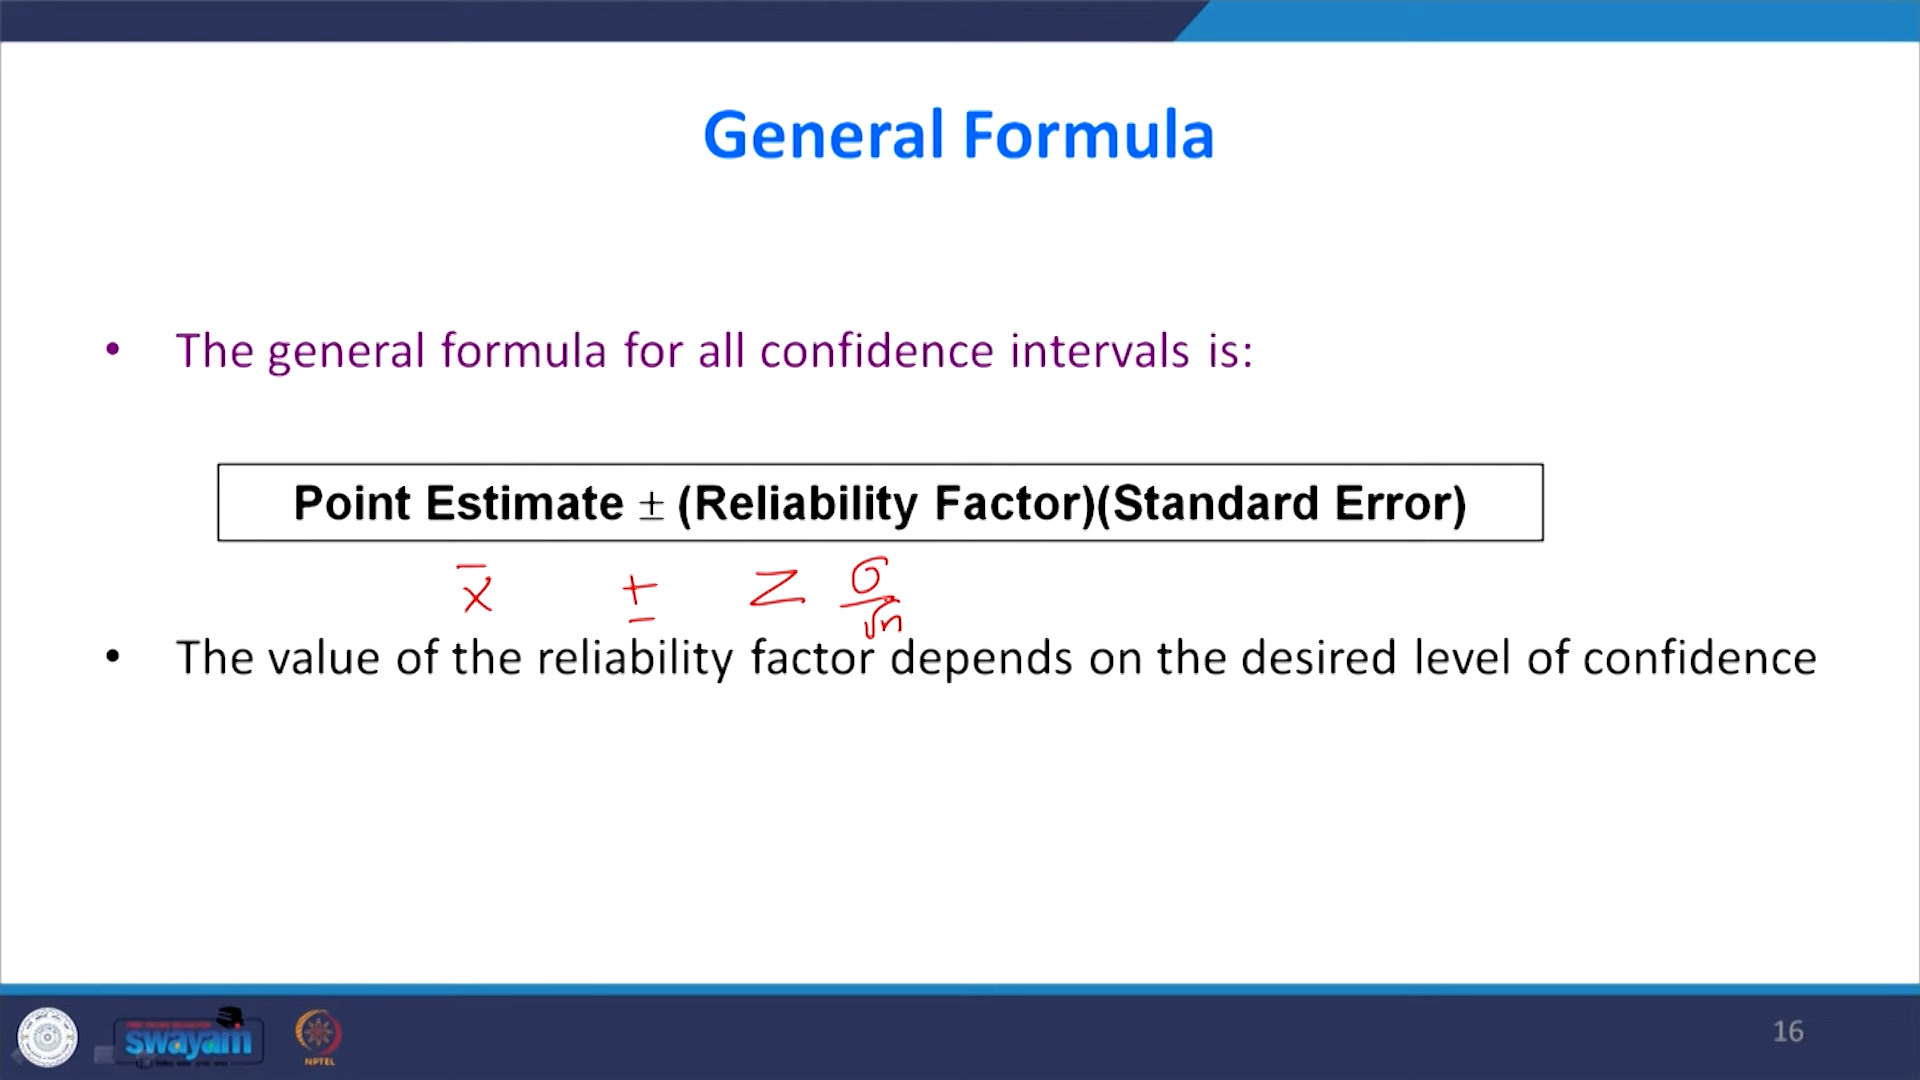 General Formula
• The general formula for all confidence intervals is:
Point Estimate ± (Reliability Factor)(Standard Error)
x̄ ± Z σ/√n
• The value of the reliability factor depends on the desired level of confidence
swayam
NPTEL
16